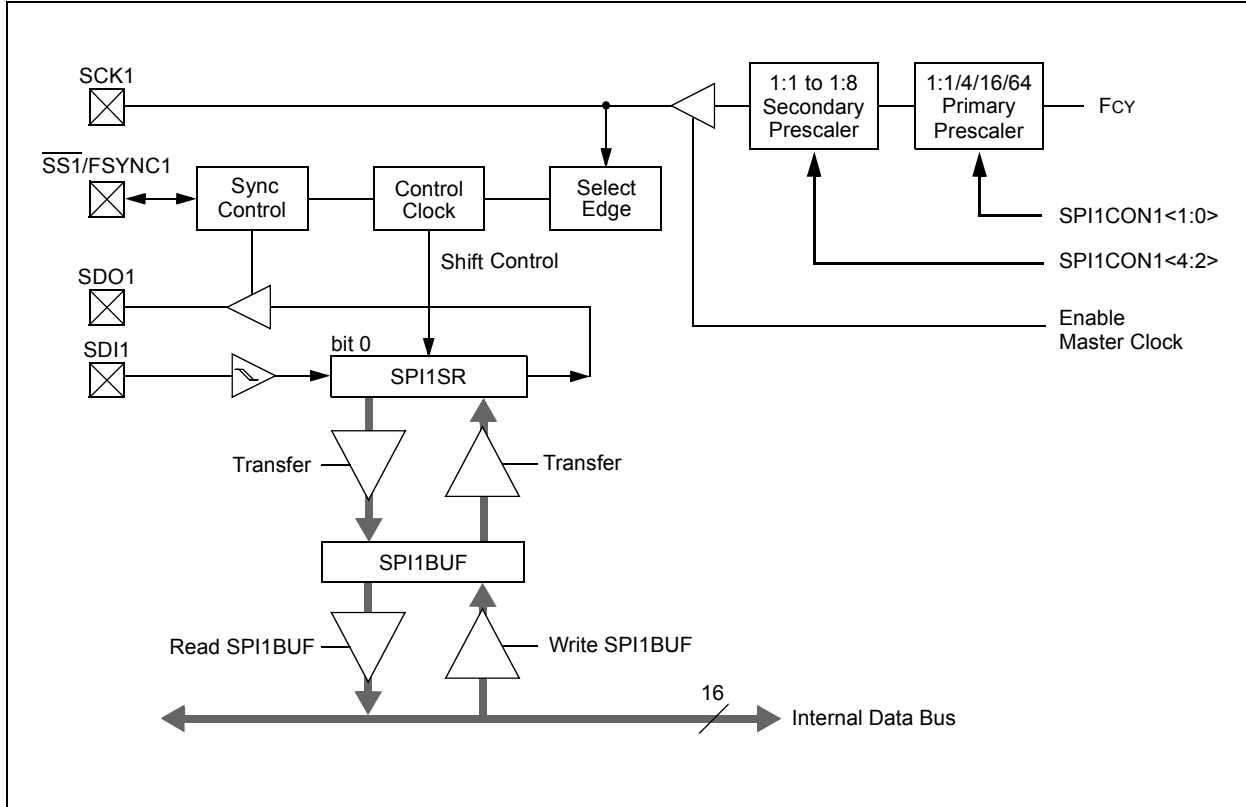 SCK1
1:1 to 1:8
Secondary
Prescaler
1:1/4/16/64
Primary
Prescaler
FCY
SS1/FSYNC1
Sync
Control
Control
Clock
Select
Edge
SPI1CON1<1:0>
SPI1CON1<4:2>
Shift Control
SDO1
Enable
Master Clock
SDI1
bit 0
SPI1SR
Transfer
Transfer
SPI1BUF
Read SPI1BUF
Write SPI1BUF
16
Internal Data Bus